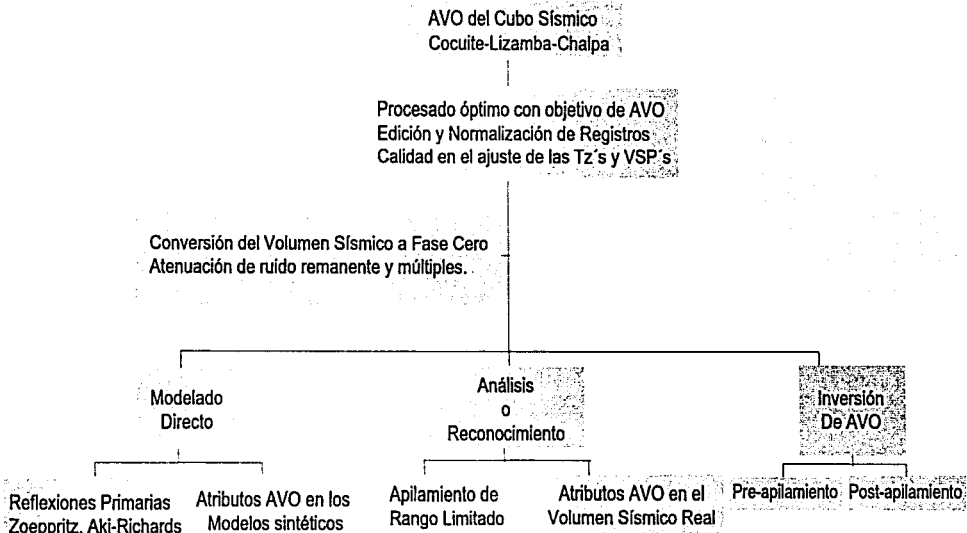 AVO del Cubo Sísmico
Cocuite-Lizamba-Chalpa
Procesado óptimo con objetivo de AVO
Edición y Normalización de Registros
Calidad en el ajuste de las Tz´s y VSP´s
Conversión del Volumen Sísmico a Fase Cero
Atenuación de ruido remanente y múltiples.
Modelado
Directo
Análisis
o
Reconocimiento
Inversión
De AVO
Reflexiones Primarias
Zoeppritz, Aki-Richards
Atributos AVO en los
Modelos sintéticos
Apilamiento de
Rango Limitado
Atributos AVO en el
Volumen Sísmico Real
Pre-apilamiento
Post-apilamiento